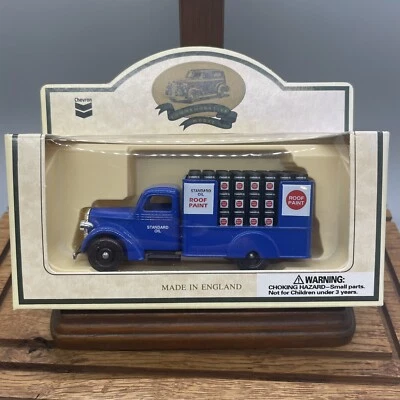 Chevron
STANDARD OIL
ROOF PAINT
ROOF PAINT
STANDARD
OIL
MADE IN ENGLAND
WARNING:
CHOKING HAZARD–Small parts.
Not for Children under 3 years.